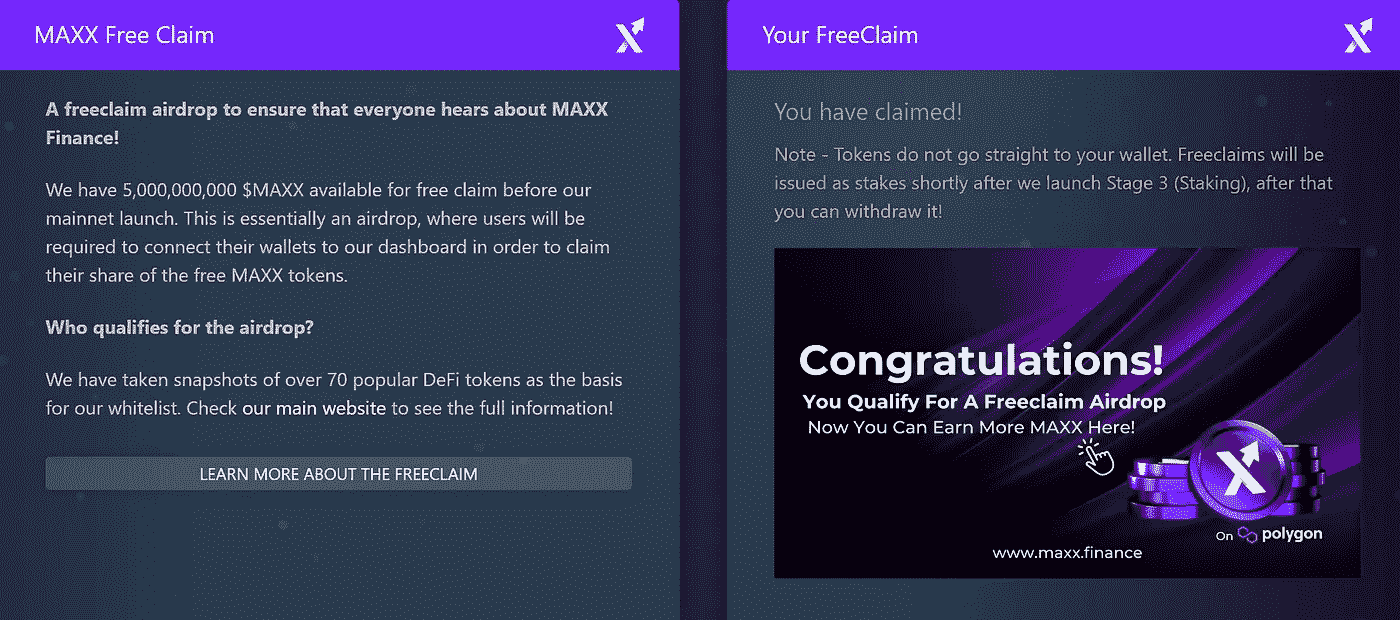 MAXX Free Claim
A freeclaim airdrop to ensure that everyone hears about MAXX
Finance!
We have 5,000,000,000 $MAXX available for free claim before our
mainnet launch. This is essentially an airdrop, where users will be
required to connect their wallets to our dashboard in order to claim
their share of the free MAXX tokens.
Who qualifies for the airdrop?
We have taken snapshots of over 70 popular DeFi tokens as the basis
for our whitelist. Check our main website to see the full information!
LEARN MORE ABOUT THE FREECLAIM
Your FreeClaim
You have claimed!
Note - Tokens do not go straight to your wallet. Freeclaims will be
issued as stakes shortly after we launch Stage 3 (Staking), after that
you can withdraw it!
Congratulations!
You Qualify For A Freeclaim Airdrop
Now You Can Earn More MAXX Here!
On polygon
www.maxx.finance